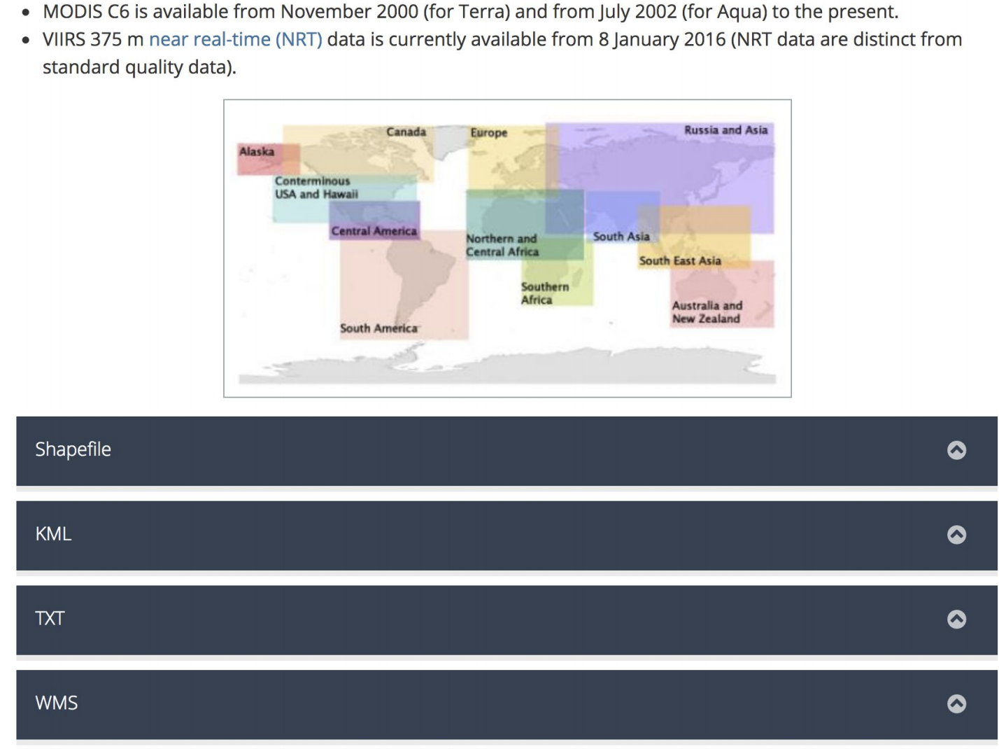 • MODIS C6 is available from November 2000 (for Terra) and from July 2002 (for Aqua) to the present.
• VIIRS 375 m near real-time (NRT) data is currently available from 8 January 2016 (NRT data are distinct from
standard quality data).
Canada
Europe
Russia and Asia
Alaska
Conterminous
USA and Hawaii
Central America
Northern and
Central Africa
South Asia
South East Asia
Southern
Africa
Australia and
New Zealand
South America
Shapefile
KML
TXT
WMS